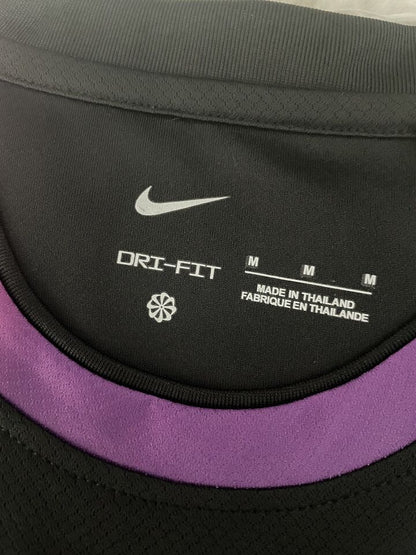 DRI-FIT
M M M
MADE IN THAILAND
FABRIQUE EN THAILANDE